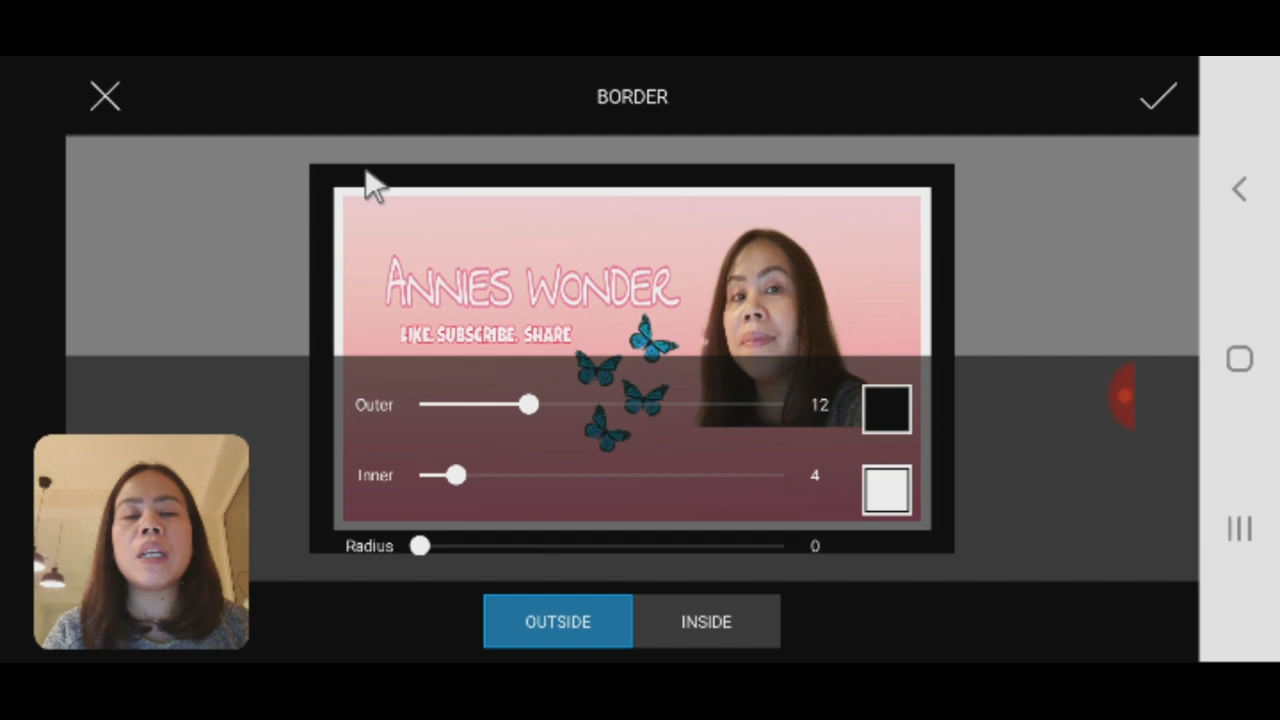 BORDER
ANNIES WONDER
LIKE. SUBSCRIBE. SHARE
Outer 12
Inner 4
Radius 0
OUTSIDE INSIDE